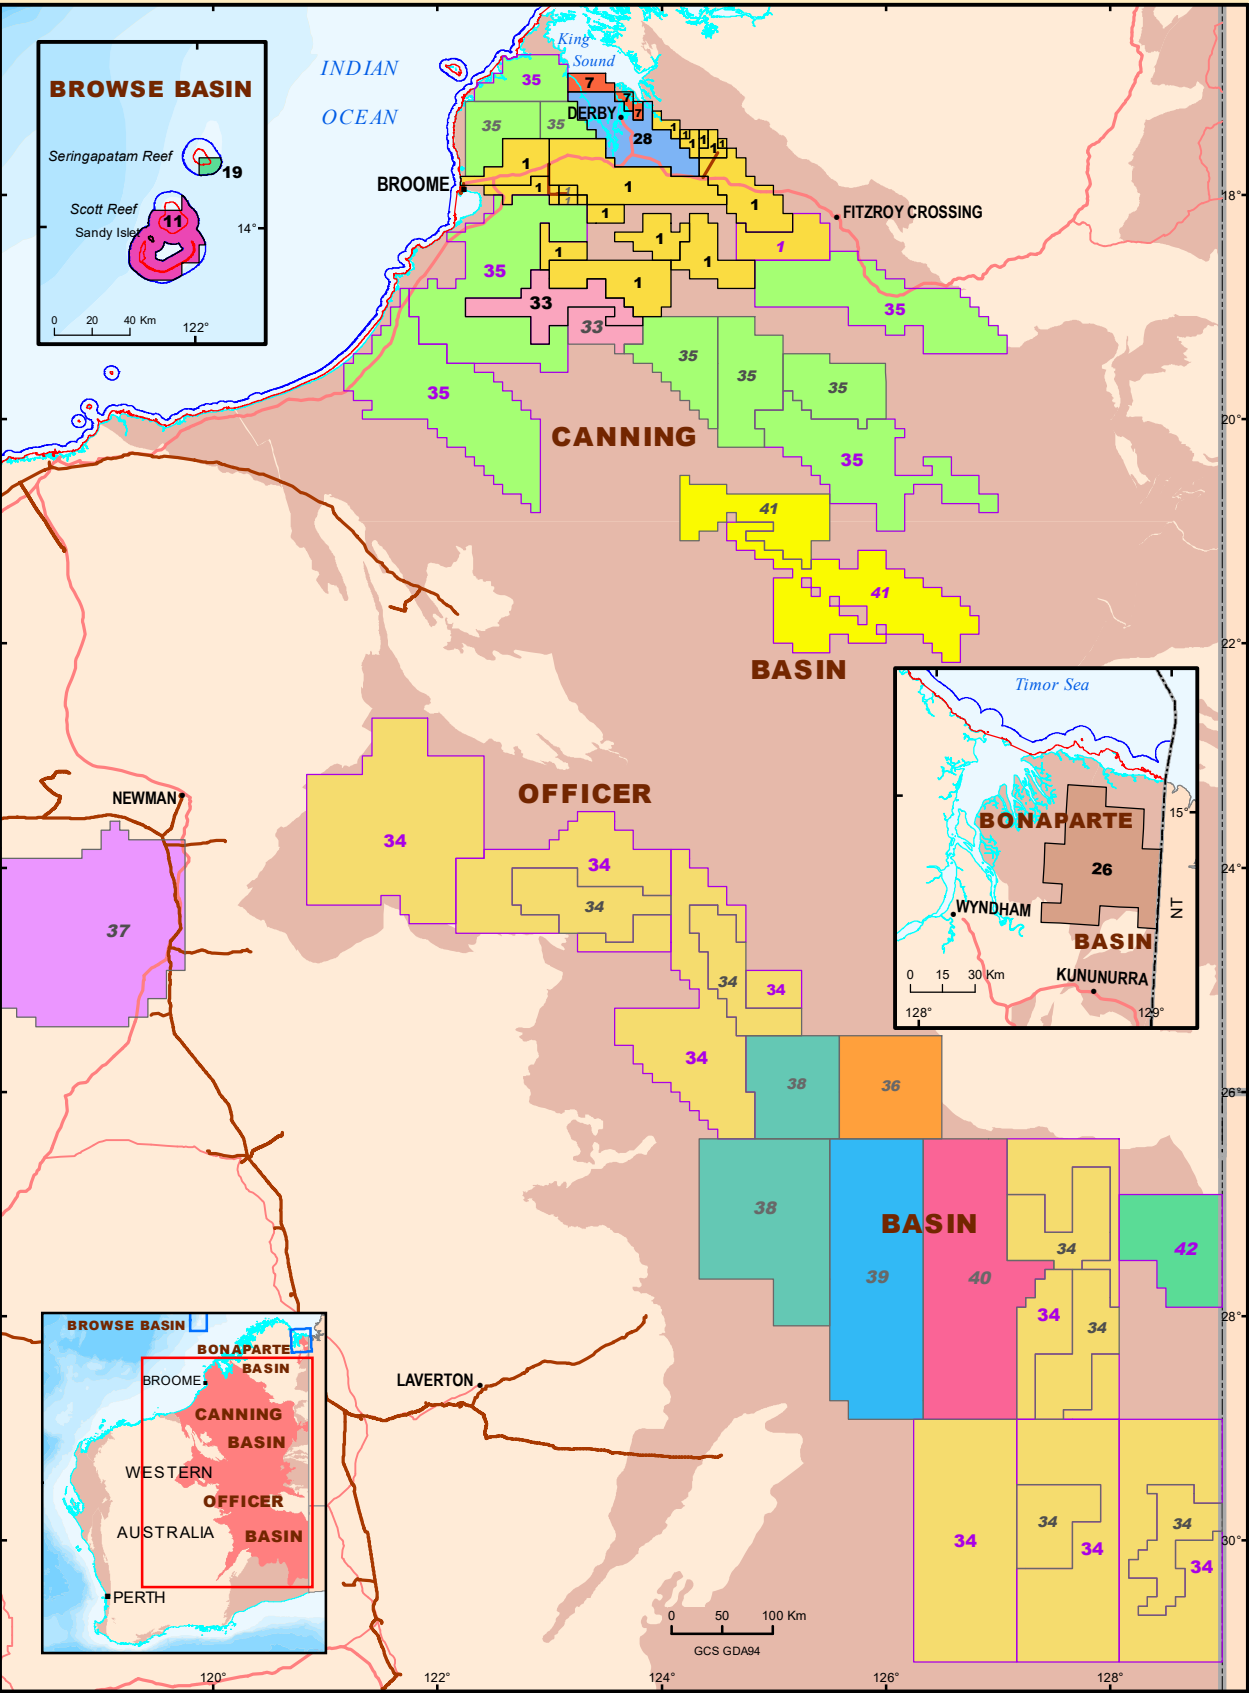 INDIAN
OCEAN
King
Sound
BROWSE BASIN
Seringapatam Reef
19
Scott Reef
11
Sandy Islet
14°
0 20 40 Km
122°
35
7
7
7
DERBY
28
35
35
1
1
1
1
1
1
1
1
BROOME
1
1
1
1
1
FITZROY CROSSING
18°
1
1
1
1
1
1
35
33
33
35
35
35
35
35
35
20°
CANNING
35
41
41
22°
BASIN
Timor Sea
15°
BONAPARTE
26
WYNDHAM
NT
BASIN
KUNUNURRA
0 15 30 Km
128°
129°
NEWMAN
OFFICER
34
34
34
37
34
34
34
38
36
26°
38
BASIN
39
40
34
42
34
34
28°
BROWSE BASIN
BONAPARTE
BASIN
BROOME
CANNING
BASIN
WESTERN
OFFICER
AUSTRALIA
BASIN
PERTH
LAVERTON
34
34
34
34
34
30°
0 50 100 Km
GCS GDA94
120°
122°
124°
126°
128°